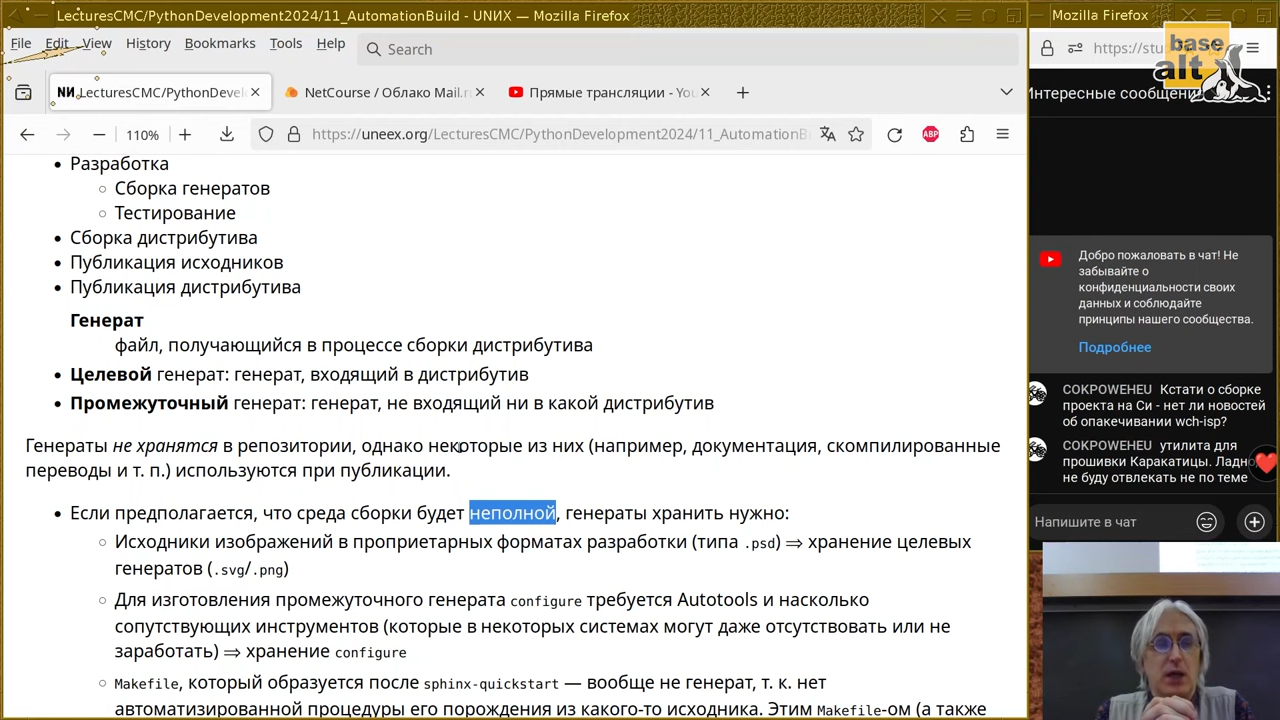 LecturesCMC/PythonDevelopment2024/11_AutomationBuild - UNИX — Mozilla Firefox
File Edit View History Bookmarks Tools Help
Search
NИ LecturesCMC/PythonDevel
NetCourse / Облако Mail.r
Прямые трансляции - You
110%
https://uneex.org/LecturesCMC/PythonDevelopment2024/11_AutomationB
ABP
Разработка
Сборка генератов
Тестирование
Сборка дистрибутива
Публикация исходников
Публикация дистрибутива
Генерат
файл, получающийся в процессе сборки дистрибутива
Целевой генерат: генерат, входящий в дистрибутив
Промежуточный генерат: генерат, не входящий ни в какой дистрибутив
Генераты не хранятся в репозитории, однако некоторые из них (например, документация, скомпилированные
переводы и т. п.) используются при публикации.
Если предполагается, что среда сборки будет неполной, генераты хранить нужно:
Исходники изображений в проприетарных форматах разработки (типа .psd) ⇒ хранение целевых
генератов (.svg/.png)
Для изготовления промежуточного генерата configure требуется Autotools и насколько
сопутствующих инструментов (которые в некоторых системах могут даже отсутствовать или не
заработать) ⇒ хранение configure
Makefile, который образуется после sphinx-quickstart — вообще не генерат, т. к. нет
автоматизированной процедуры его порождения из какого-то исходника. Этим Makefile-ом (а также
Mozilla Firefox
base
alt
https://stu
Интересные сообщения
Добро пожаловать в чат! Не
забывайте о
конфиденциальности своих
данных и соблюдайте
принципы нашего сообщества.
Подробнее
COKPOWEHEU Кстати о сборке
проекта на Си - нет ли новостей
об опакечивании wch-isp?
COKPOWEHEU утилита для
прошивки Каракатицы. Ладно,
не буду отвлекать не по теме
Напишите в чат